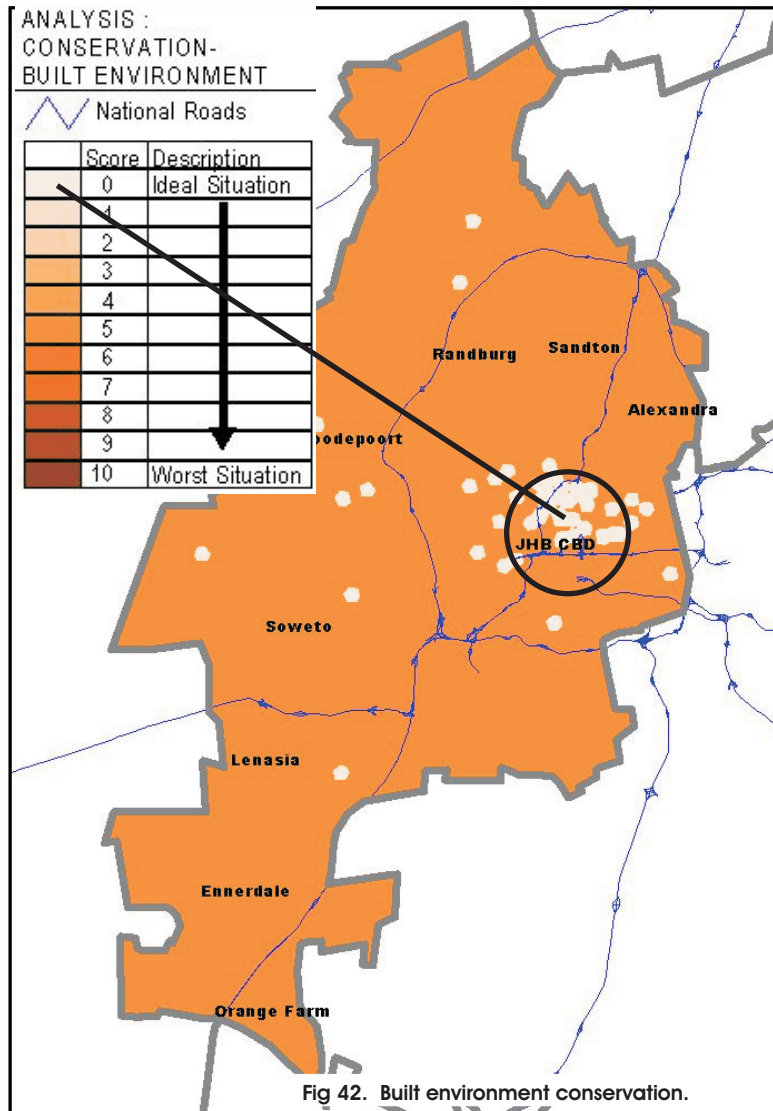 ANALYSIS :
CONSERVATION-
BUILT ENVIRONMENT
National Roads
Score Description
0 Ideal Situation
1
2
3
4
5
6
7
8
9
10 Worst Situation
Randburg
Sandton
Alexandra
oodepoort
JHB CBD
Soweto
Lenasia
Ennerdale
Orange Farm
Fig 42. Built environment conservation.